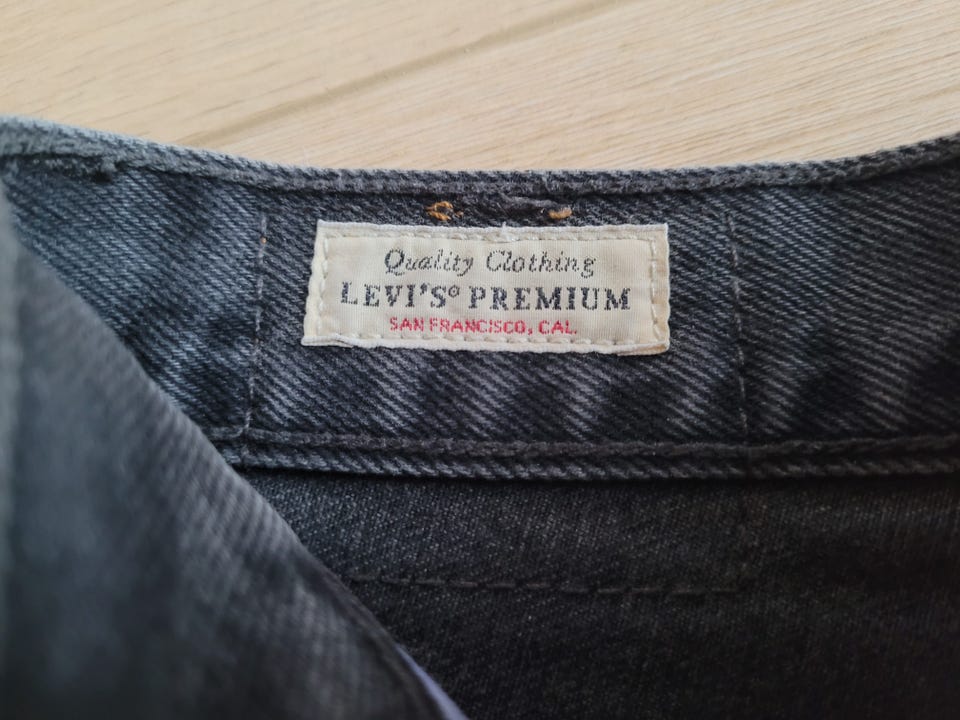 Quality Clothing
LEVI'S® PREMIUM
SAN FRANCISCO, CAL.